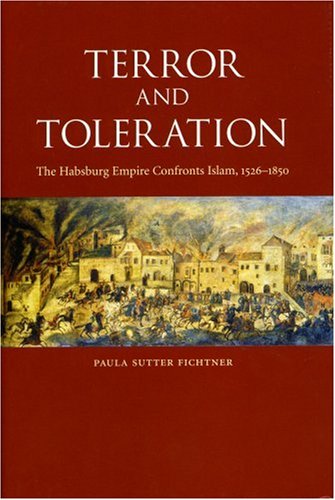 TERROR
AND
TOLERATION
The Habsburg Empire Confronts Islam, 1526–1850
PAULA SUTTER FICHTNER